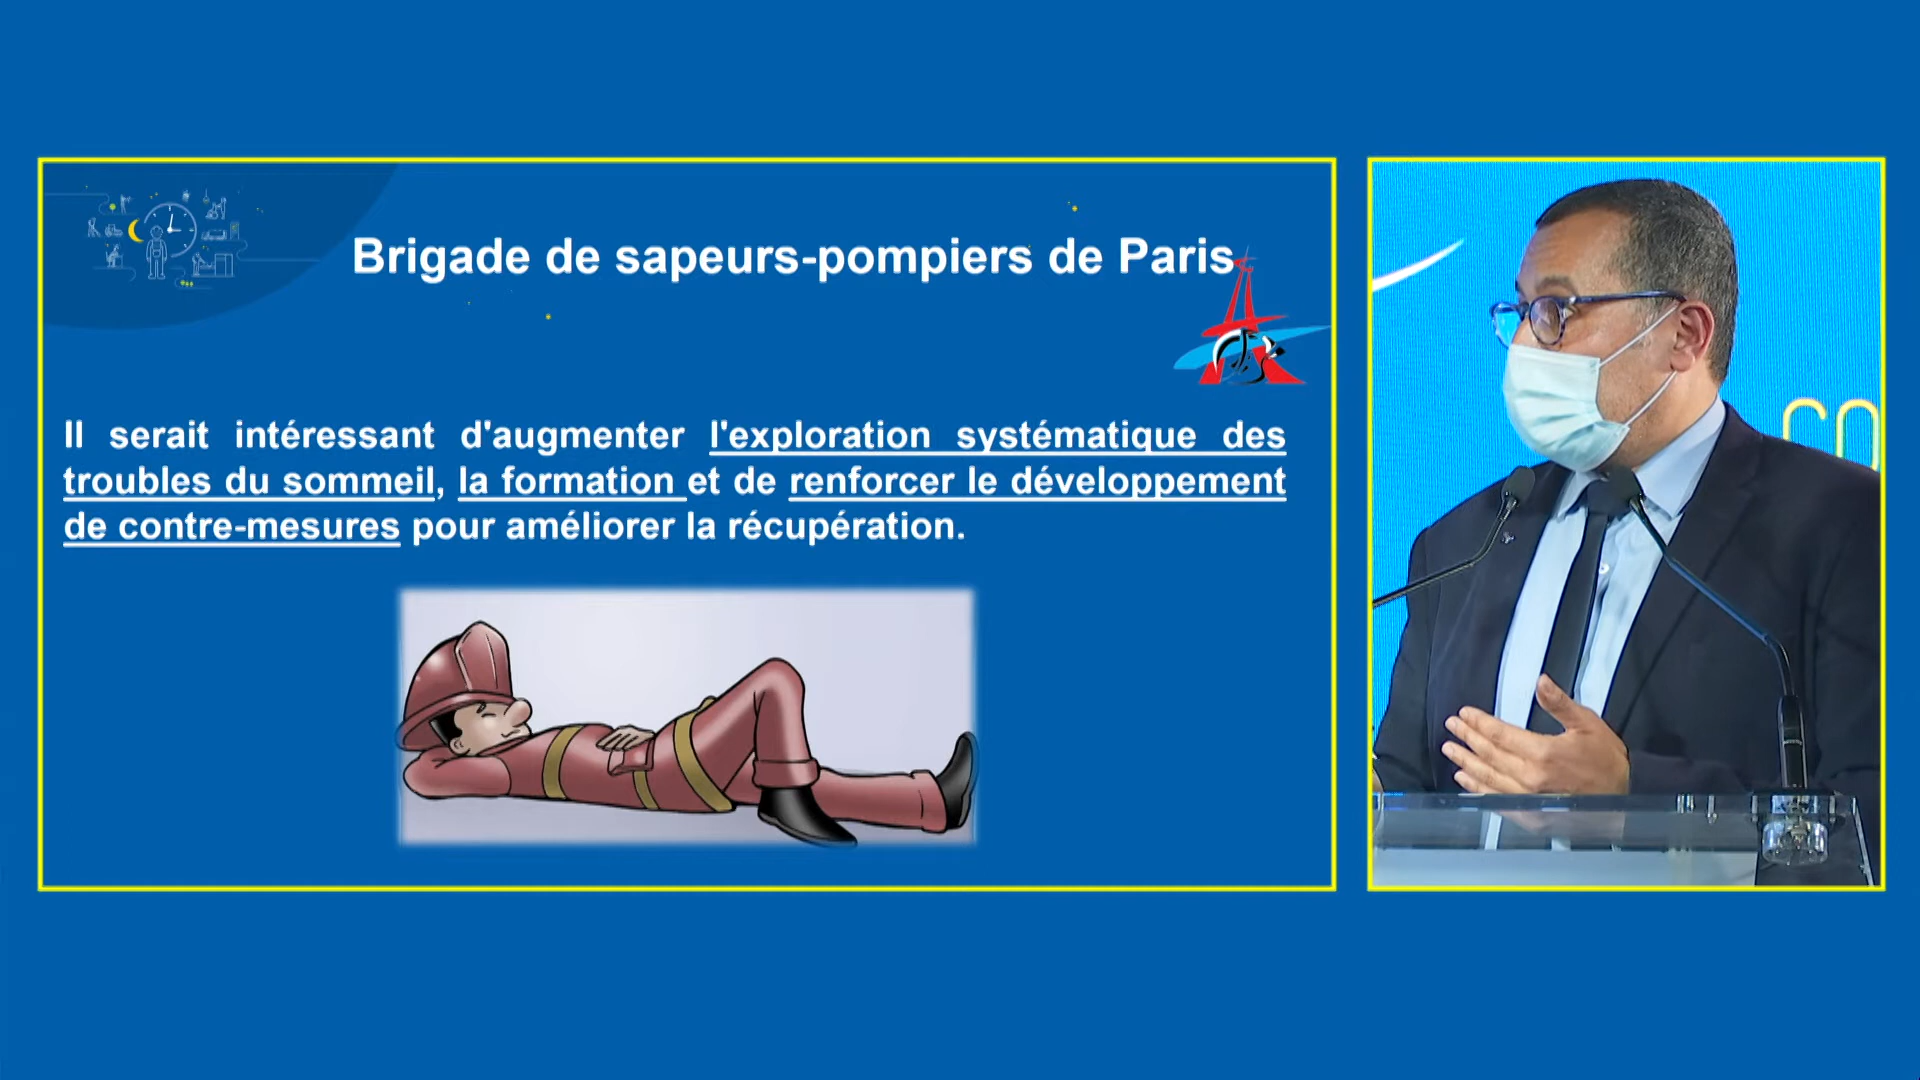 Brigade de sapeurs-pompiers de Paris
Il serait intéressant d'augmenter l'exploration systématique des
troubles du sommeil, la formation et de renforcer le développement
de contre-mesures pour améliorer la récupération.
co